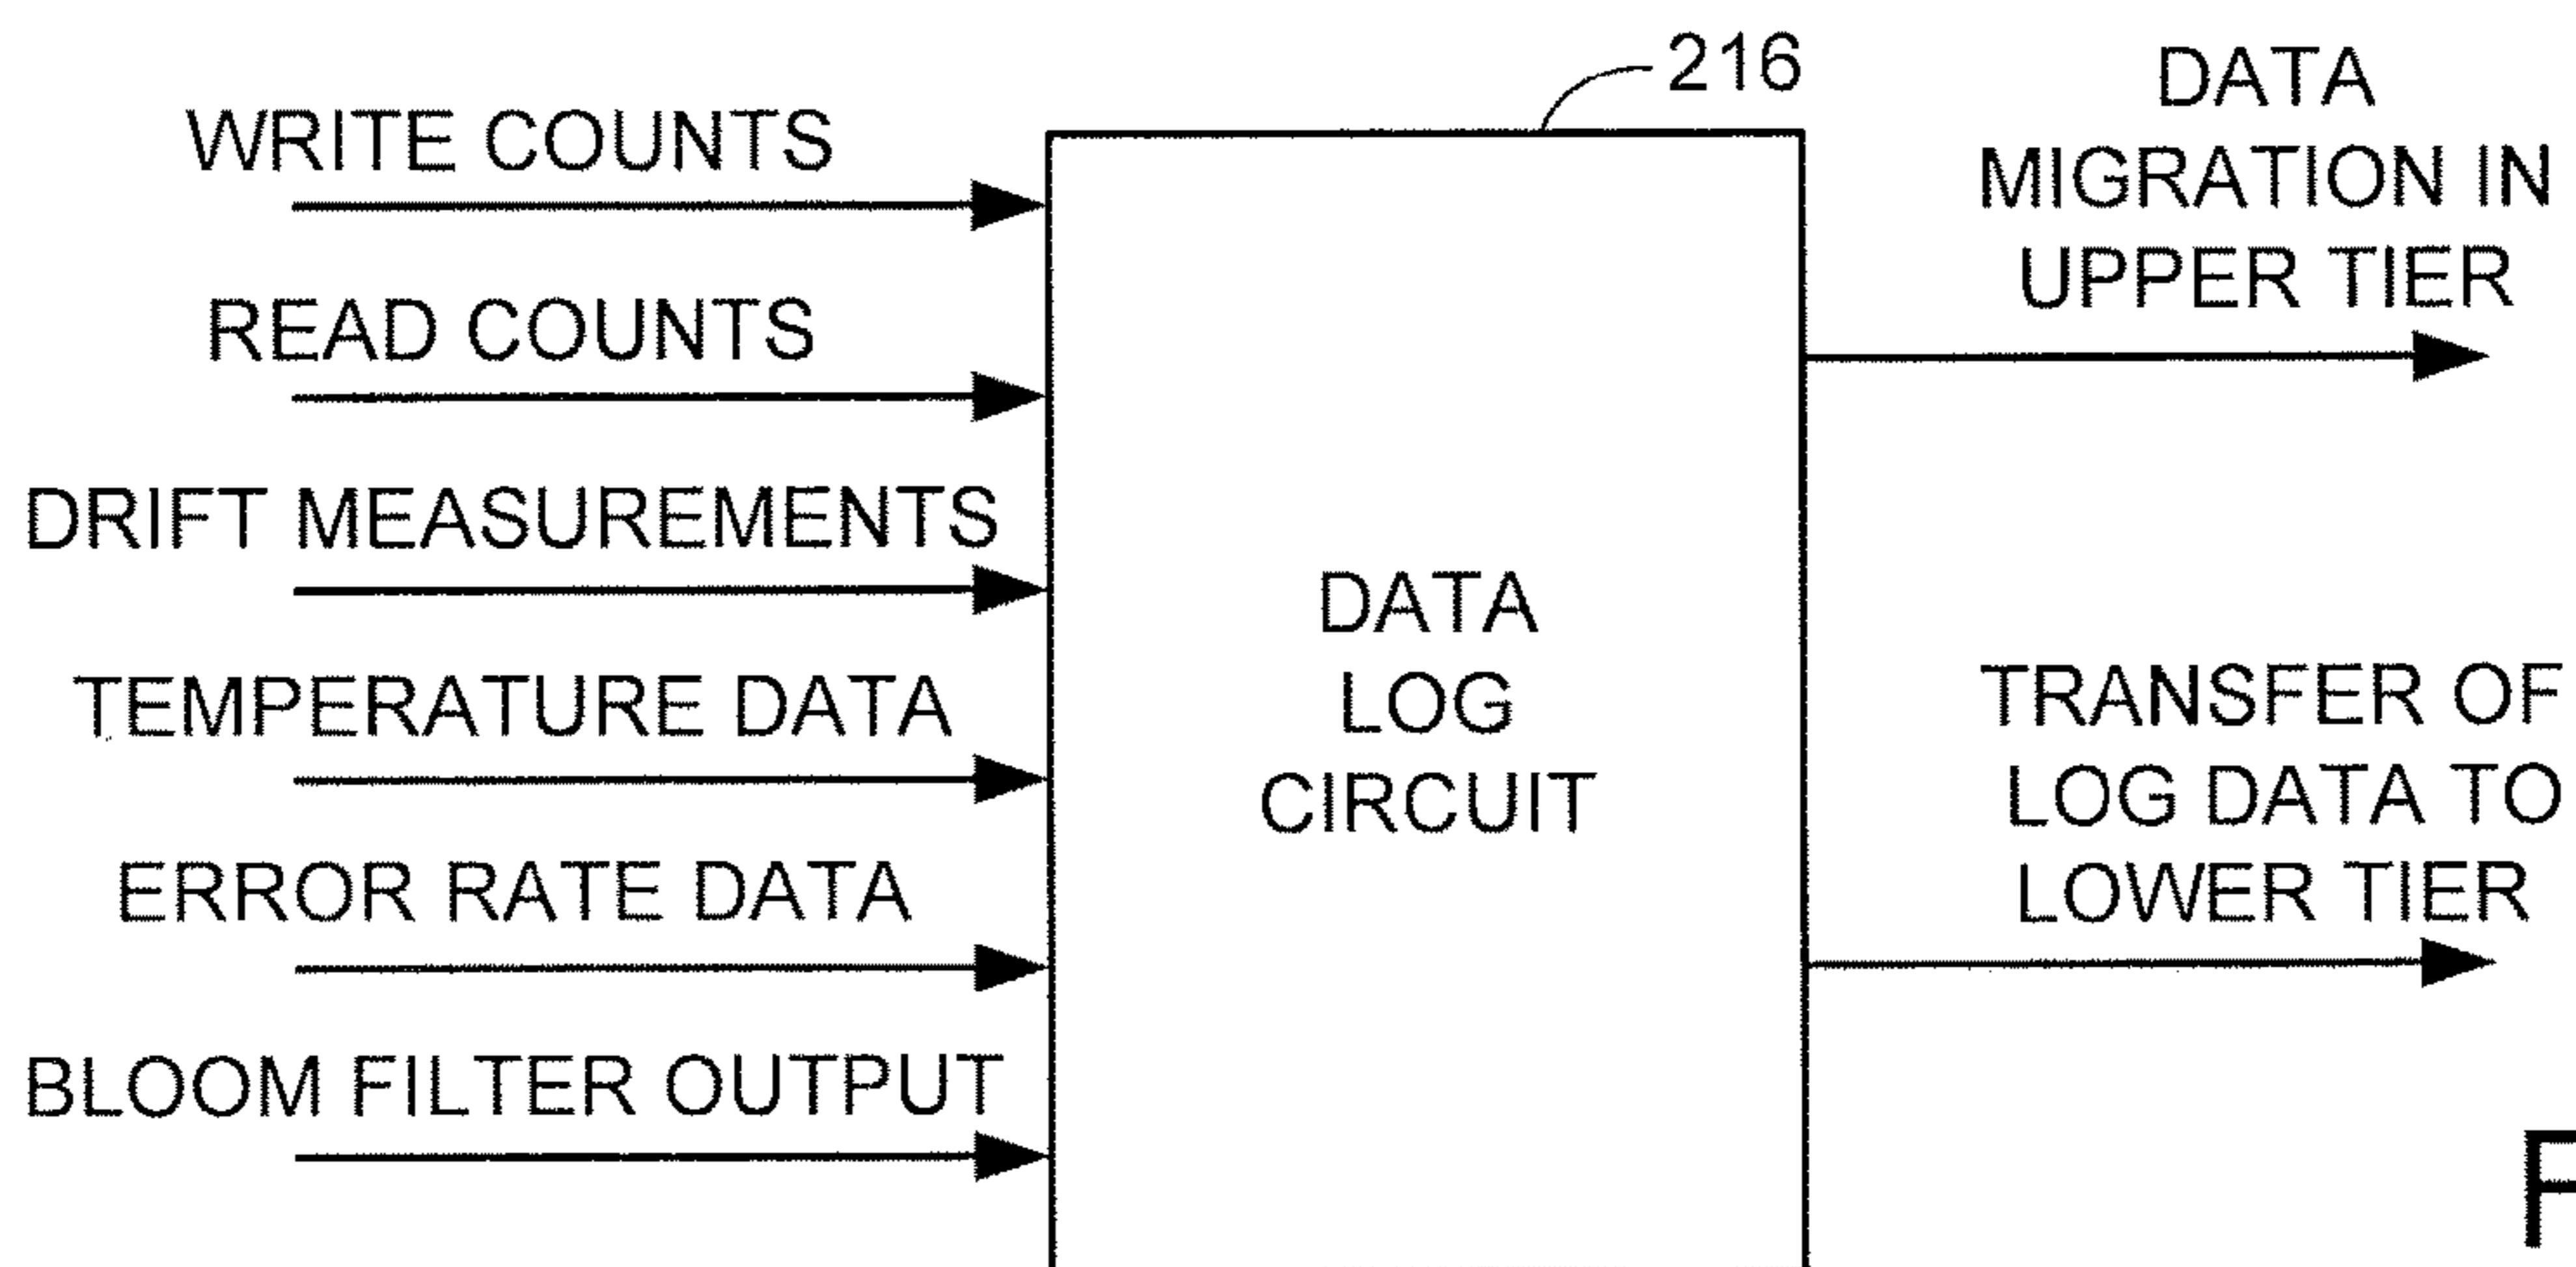 216
WRITE COUNTS
READ COUNTS
DRIFT MEASUREMENTS
TEMPERATURE DATA
ERROR RATE DATA
BLOOM FILTER OUTPUT
DATA
LOG
CIRCUIT
DATA
MIGRATION IN
UPPER TIER
TRANSFER OF
LOG DATA TO
LOWER TIER
F